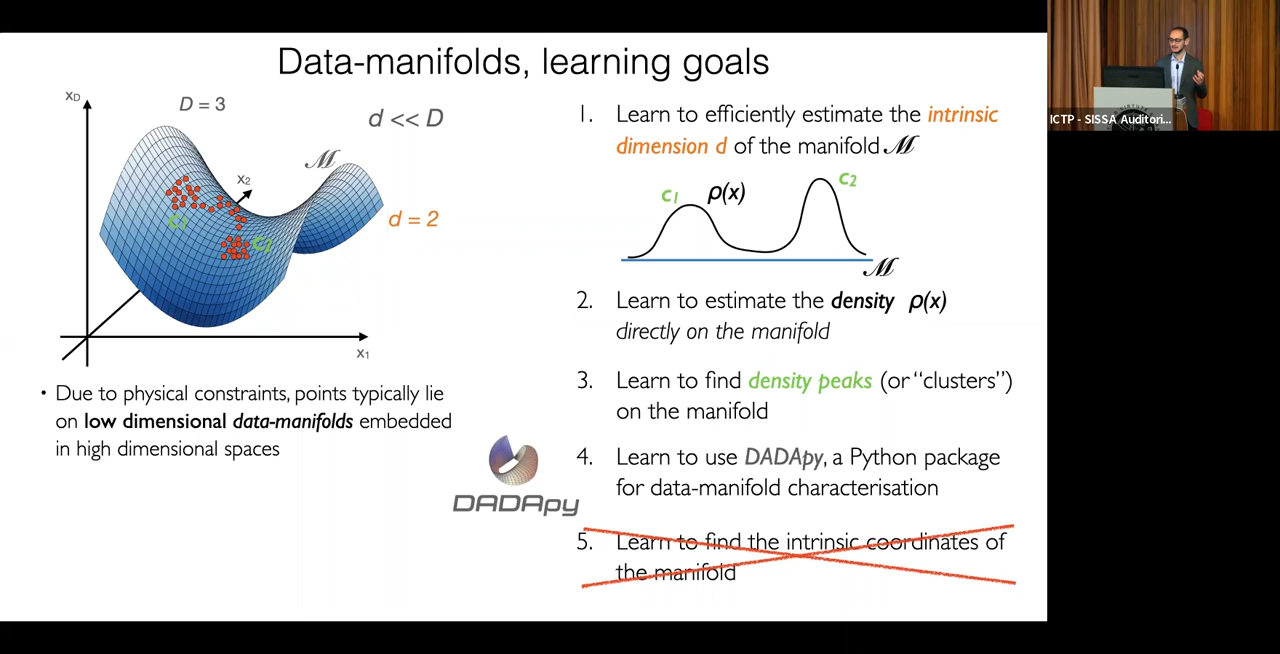 Data-manifolds, learning goals
x_D
D = 3
d << D
ℳ
x_2
C1
C2
d = 2
x_1
• Due to physical constraints, points typically lie
on low dimensional data-manifolds embedded
in high dimensional spaces
DADApy
1. Learn to efficiently estimate the intrinsic
dimension d of the manifold ℳ
C1
ρ(x)
C2
ℳ
2. Learn to estimate the density ρ(x)
directly on the manifold
3. Learn to find density peaks (or “clusters”)
on the manifold
4. Learn to use DADApy, a Python package
for data-manifold characterisation
5. Learn to find the intrinsic coordinates of
the manifold
ICTP - SISSA Auditori...